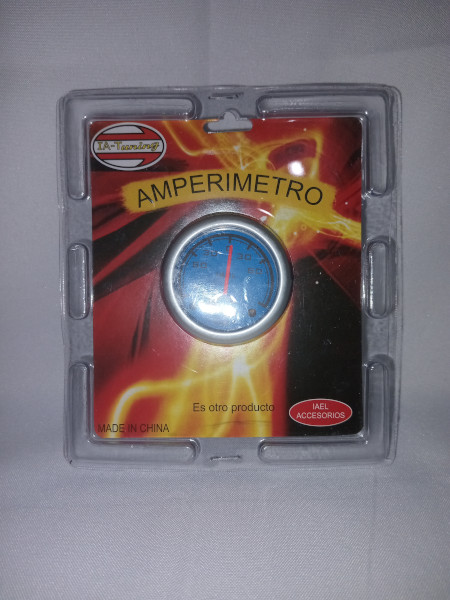 IA-Tuning
AMPERIMETRO
Es otro producto
IAEL
ACCESORIOS
MADE IN CHINA